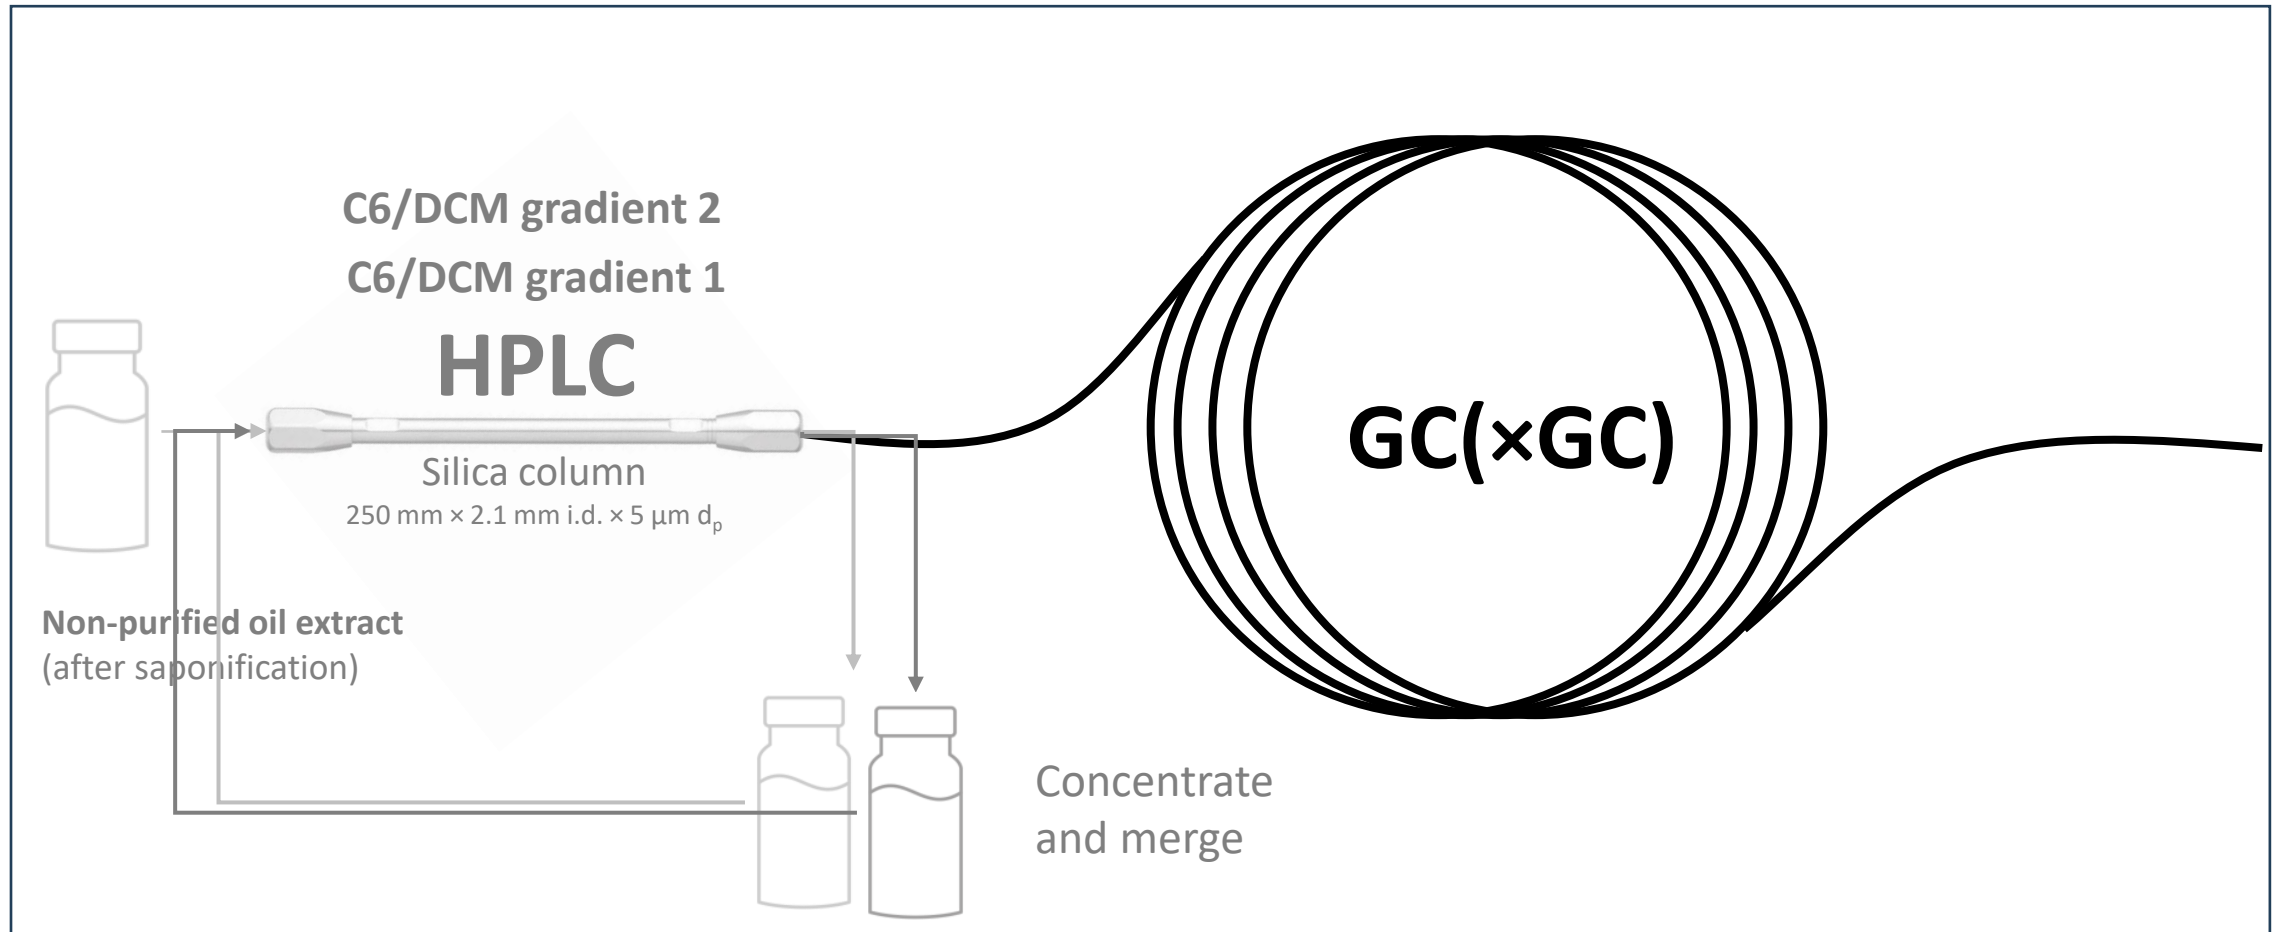 C6/DCM gradient 2
C6/DCM gradient 1
HPLC
Silica column
250 mm × 2.1 mm i.d. × 5 µm dp
Non-purified oil extract
(after saponification)
GC(×GC)
Concentrate
and merge